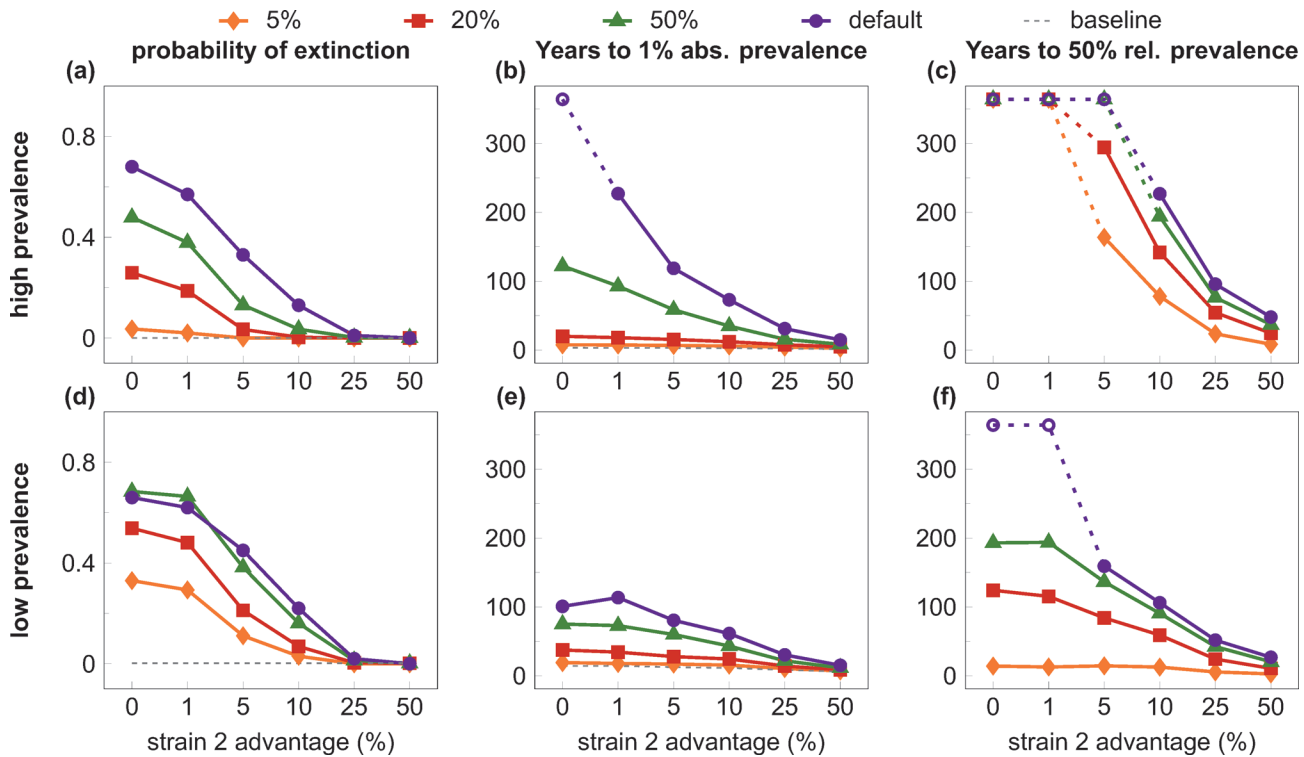 5% 20% 50% default baseline
probability of extinction Years to 1% abs. prevalence Years to 50% rel. prevalence
(a) (b) (c)
high prevalence
0.8
0.4
0
300
200
100
0
300
200
100
0
0 1 5 10 25 50 0 1 5 10 25 50 0 1 5 10 25 50
(d) (e) (f)
low prevalence
0.8
0.4
0
300
200
100
0
300
200
100
0
0 1 5 10 25 50 0 1 5 10 25 50 0 1 5 10 25 50
strain 2 advantage (%) strain 2 advantage (%) strain 2 advantage (%)